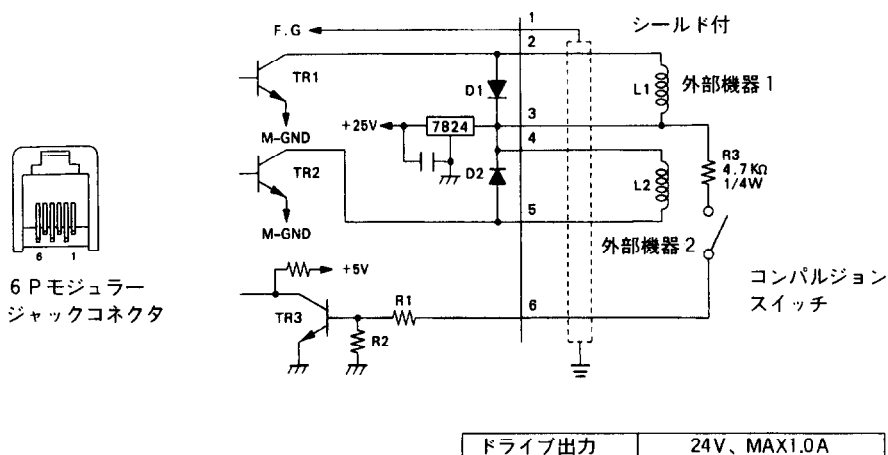 F.G
1
シールド付
2
TR1
D1
L1
外部機器1
M-GND
+25V
7824
3
4
TR2
D2
L2
R3
4.7KΩ
1/4W
M-GND
5
外部機器2
6 1
6Pモジュラー
ジャックコネクタ
+5V
TR3
R1
R2
6
コンパルジョン
スイッチ
ドライブ出力 24V、MAX1.0A